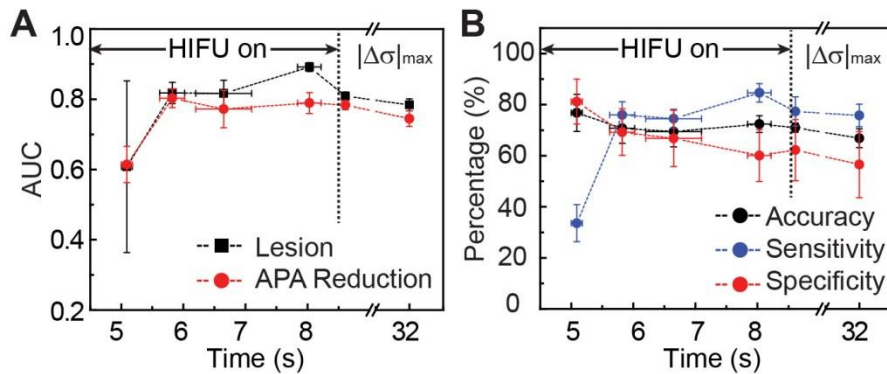 A
1.0
0.8
0.6
0.4
0.2
AUC
HIFU on
|Δσ|max
Lesion
APA Reduction
5
6
7
8
32
Time (s)
B
100
80
60
40
20
0
Percentage (%)
HIFU on
|Δσ|max
Accuracy
Sensitivity
Specificity
5
6
7
8
32
Time (s)